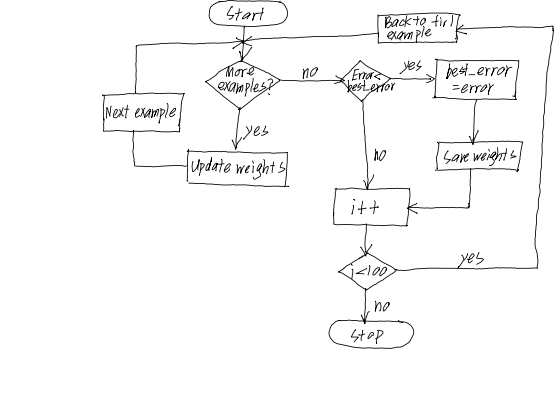 Start
Back to fir1
example
More
examples?
no
Error<
best_error
yes
best_error
=error
Next example
yes
Update weights
no
Save weights
i++
i<100
yes
no
Stop